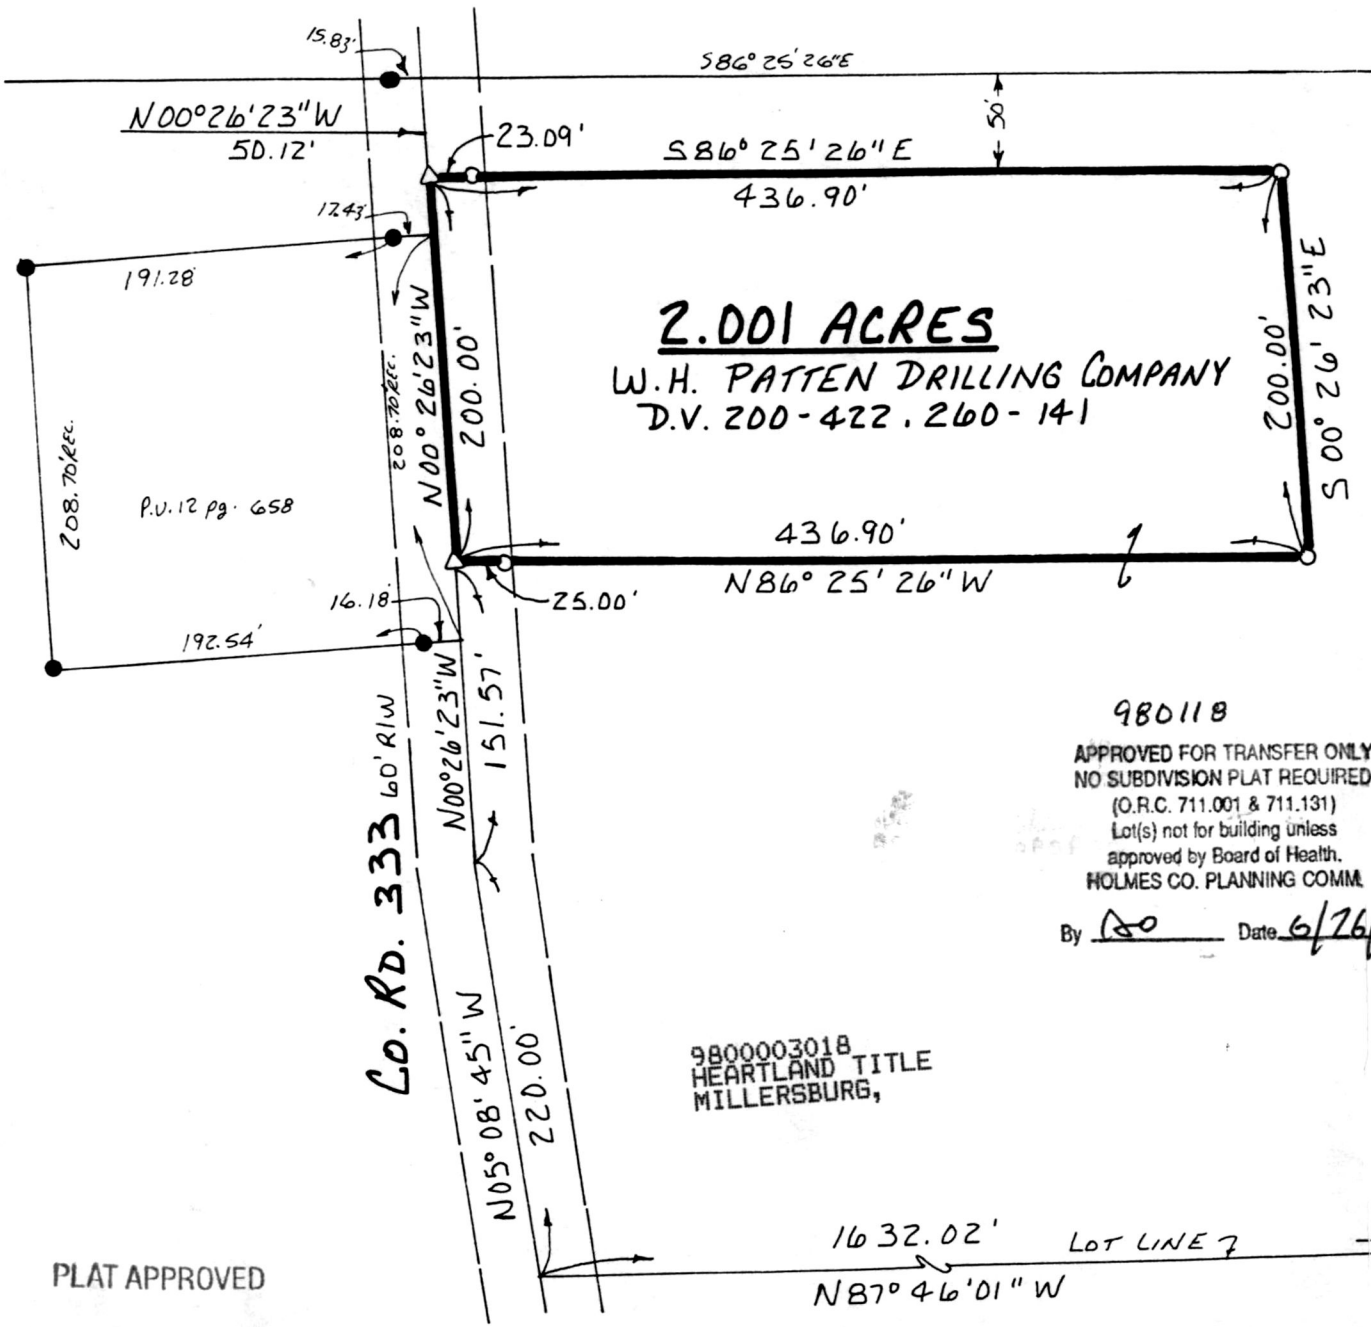 15.83'
S86°25'26"E
N00°26'23"W
50.12'
23.09'
50'
S86°25'26"E
436.90'
17.43'
191.28'
2.001 ACRES
W.H. PATTEN DRILLING COMPANY
D.V. 200-422, 260-141
208.70'REC.
N00°26'23"W
200.00'
200.00'
S00°26'23"E
208.70'REC.
P.V. 12 pg. 658
436.90'
N86°25'26"W
25.00'
16.18'
192.54'
N00°26'23"W
151.57'
Co. RD. 333 60' R/W
980118
APPROVED FOR TRANSFER ONLY
NO SUBDIVISION PLAT REQUIRED
(O.R.C. 711.001 & 711.131)
Lot(s) not for building unless
approved by Board of Health.
HOLMES CO. PLANNING COMM.
By Date 6/26/
N05°08'45"W
220.00'
9800003018
HEARTLAND TITLE
MILLERSBURG,
1632.02'
LOT LINE 7
N87°46'01"W
PLAT APPROVED